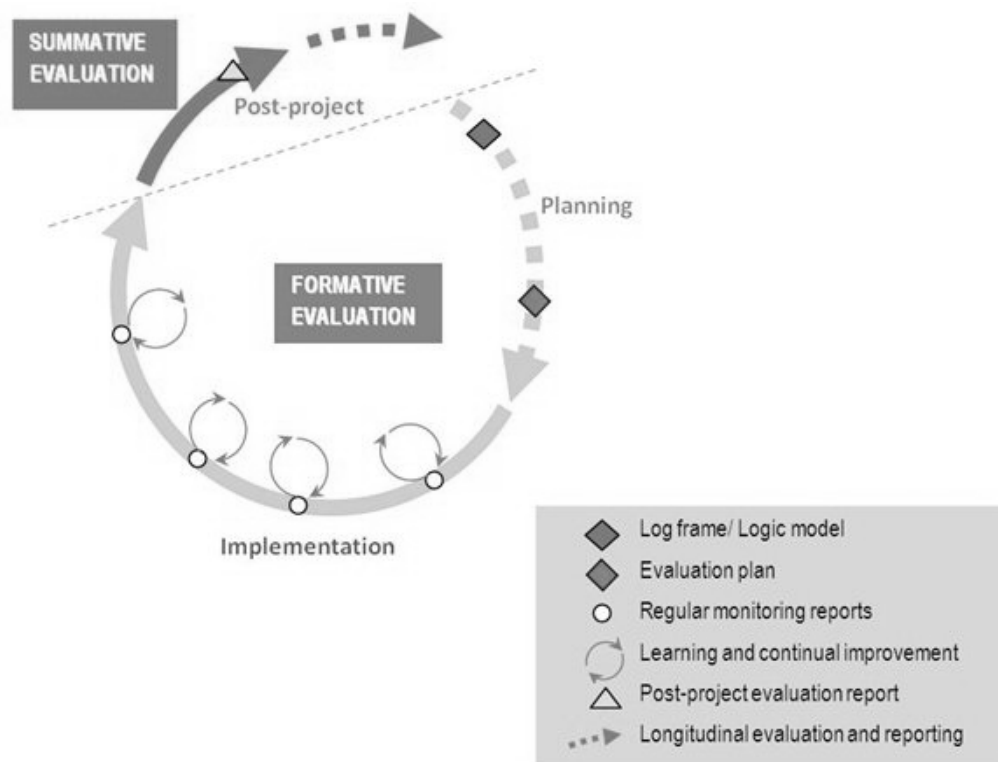 SUMMATIVE
EVALUATION
Post-project
Planning
FORMATIVE
EVALUATION
Implementation
Log frame/ Logic model
Evaluation plan
Regular monitoring reports
Learning and continual improvement
Post-project evaluation report
Longitudinal evaluation and reporting